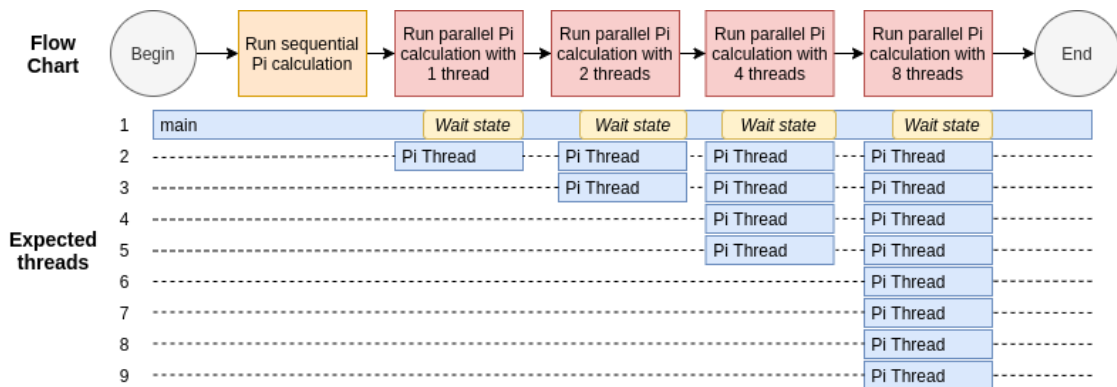 Flow
Chart
Begin
Run sequential
Pi calculation
Run parallel Pi
calculation with
1 thread
Run parallel Pi
calculation with
2 threads
Run parallel Pi
calculation with
4 threads
Run parallel Pi
calculation with
8 threads
End
Expected
threads
1 main Wait state Wait state Wait state Wait state
2 Pi Thread Pi Thread Pi Thread Pi Thread
3 Pi Thread Pi Thread Pi Thread
4 Pi Thread Pi Thread
5 Pi Thread Pi Thread
6 Pi Thread
7 Pi Thread
8 Pi Thread
9 Pi Thread